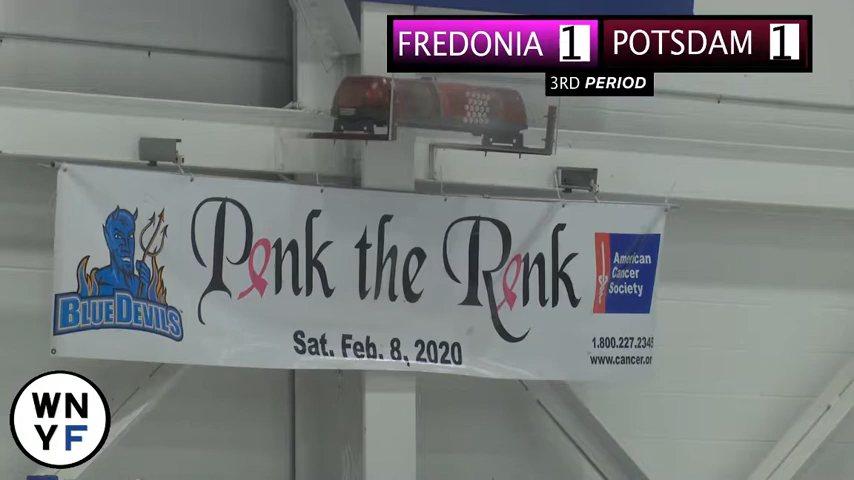 FREDONIA 1 POTSDAM 1
3RD PERIOD
Pink the Rink
American
Cancer
Society
BLUE DEVILS
Sat. Feb. 8, 2020
1.800.227.2345
www.cancer.or
WN
YF